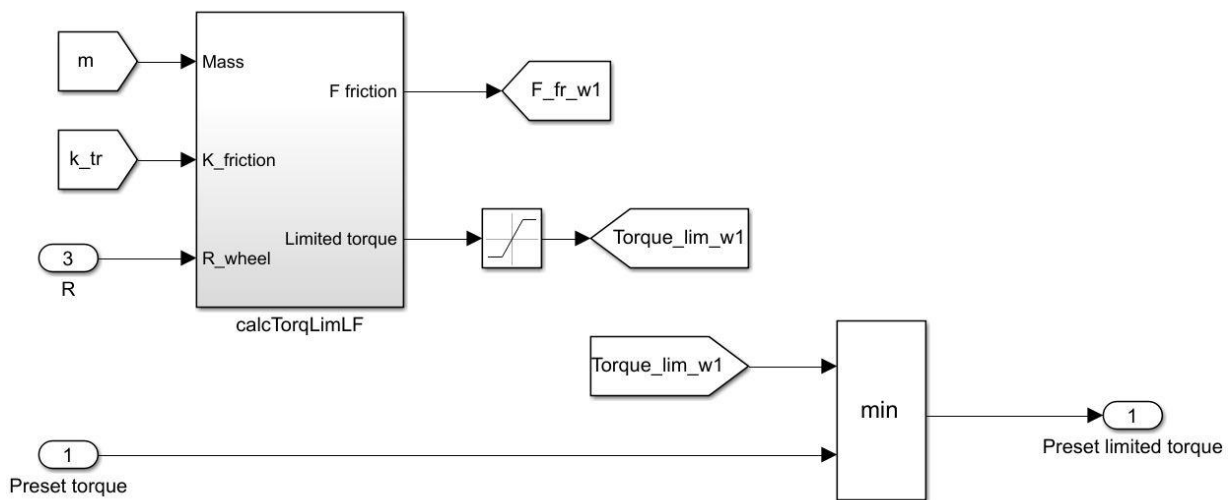 m
Mass
F friction
F_fr_w1
k_tr
K_friction
Limited torque
Torque_lim_w1
3
R
R_wheel
calcTorqLimLF
Torque_lim_w1
min
1
Preset limited torque
1
Preset torque